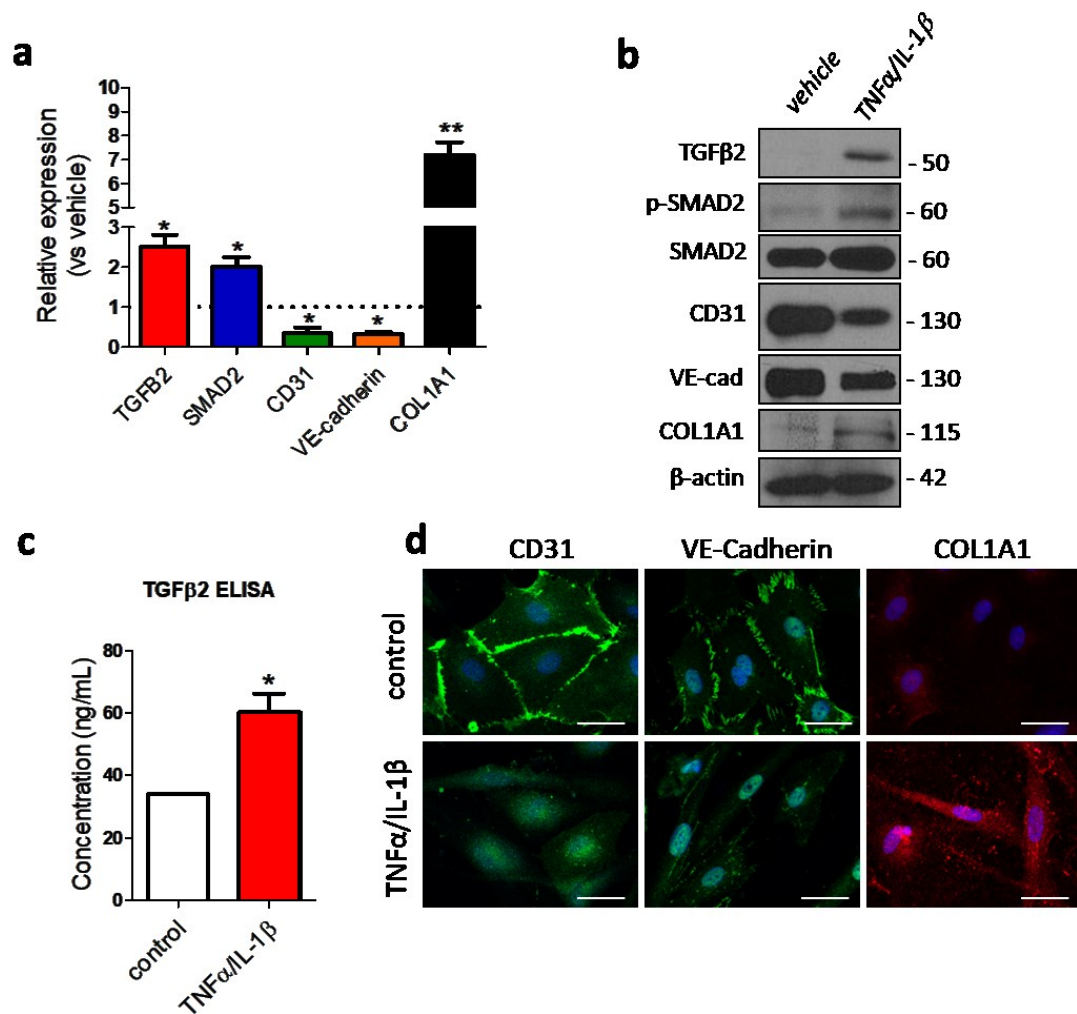 a
Relative expression
(vs vehicle)
10
9
8
7
6
5
3
2
1
0
*
*
*
*
**
TGFB2
SMAD2
CD31
VE-cadherin
COL1A1
b
vehicle
TNFα/IL-1β
TGFβ2
- 50
p-SMAD2
- 60
SMAD2
- 60
CD31
- 130
VE-cad
- 130
COL1A1
- 115
β-actin
- 42
c
TGFβ2 ELISA
Concentration (ng/mL)
80
60
40
20
0
*
control
TNFα/IL-1β
d
CD31
VE-Cadherin
COL1A1
control
TNFα/IL-1β